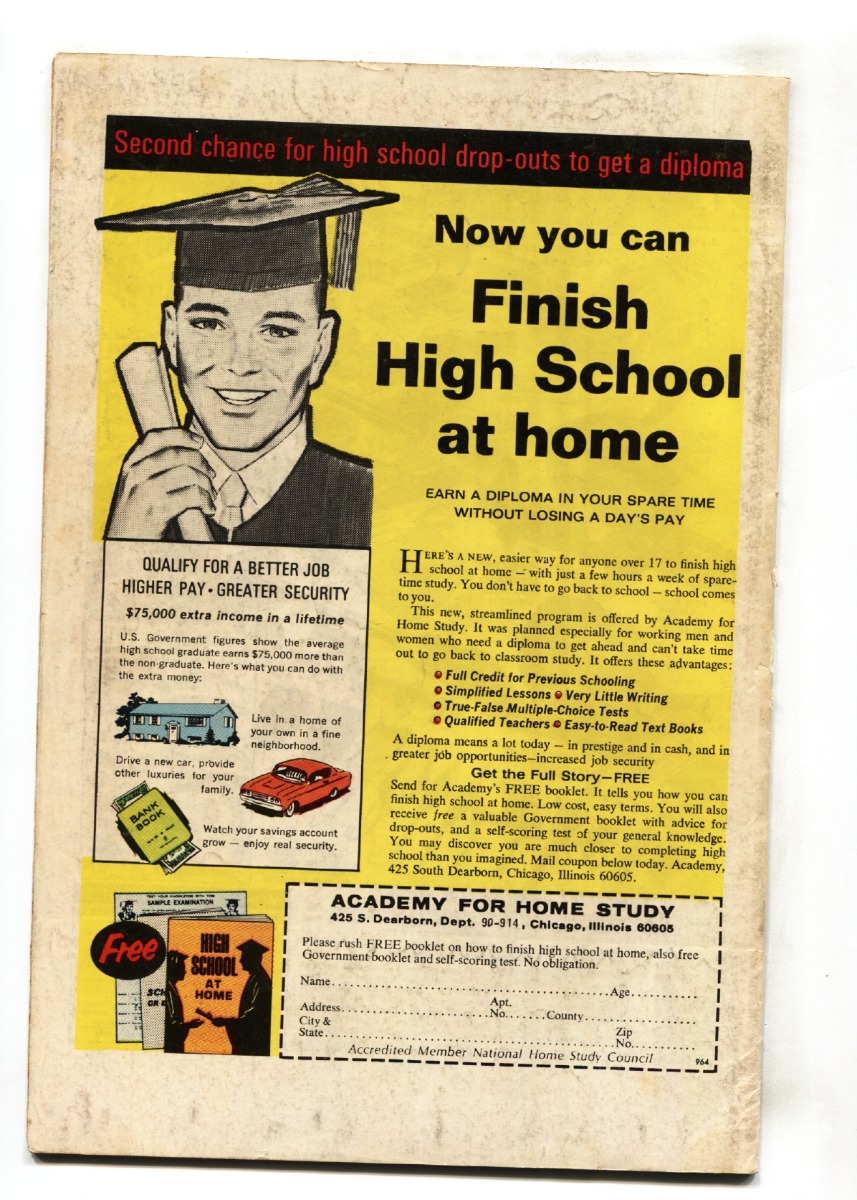 Second chance for high school drop-outs to get a diploma
Now you can
Finish
High School
at home
EARN A DIPLOMA IN YOUR SPARE TIME
WITHOUT LOSING A DAY'S PAY
QUALIFY FOR A BETTER JOB
HIGHER PAY • GREATER SECURITY
$75,000 extra income in a lifetime
U.S. Government figures show the average
high school graduate earns $75,000 more than
the non-graduate. Here's what you can do with
the extra money:
Live in a home of
your own in a fine
neighborhood.
Drive a new car, provide
other luxuries for your
family.
BANK
BOOK
Watch your savings account
grow — enjoy real security.
HERE'S A NEW, easier way for anyone over 17 to finish high
school at home — with just a few hours a week of spare-
time study. You don't have to go back to school — school comes
to you.
This new, streamlined program is offered by Academy for
Home Study. It was planned especially for working men and
women who need a diploma to get ahead and can't take time
out to go back to classroom study. It offers these advantages:
• Full Credit for Previous Schooling
• Simplified Lessons • Very Little Writing
• True-False Multiple-Choice Tests
• Qualified Teachers • Easy-to-Read Text Books
A diploma means a lot today — in prestige and in cash, and in
greater job opportunities—increased job security
Get the Full Story—FREE
Send for Academy's FREE booklet. It tells you how you can
finish high school at home. Low cost, easy terms. You will also
receive free a valuable Government booklet with advice for
drop-outs, and a self-scoring test of your general knowledge.
You may discover you are much closer to completing high
school than you imagined. Mail coupon below today. Academy,
425 South Dearborn, Chicago, Illinois 60605.
TEST YOUR KNOWLEDGE WITH THIS
SAMPLE EXAMINATION
Free
SCH
OR
HIGH
SCHOOL
AT
HOME
ACADEMY FOR HOME STUDY
425 S. Dearborn, Dept. 90-914, Chicago, Illinois 60605
Please rush FREE booklet on how to finish high school at home, also free
Government booklet and self-scoring test. No obligation.
Name.......Age.......
Address.......Apt. No.......County.......
City &
State.......Zip No.......
Accredited Member National Home Study Council
964